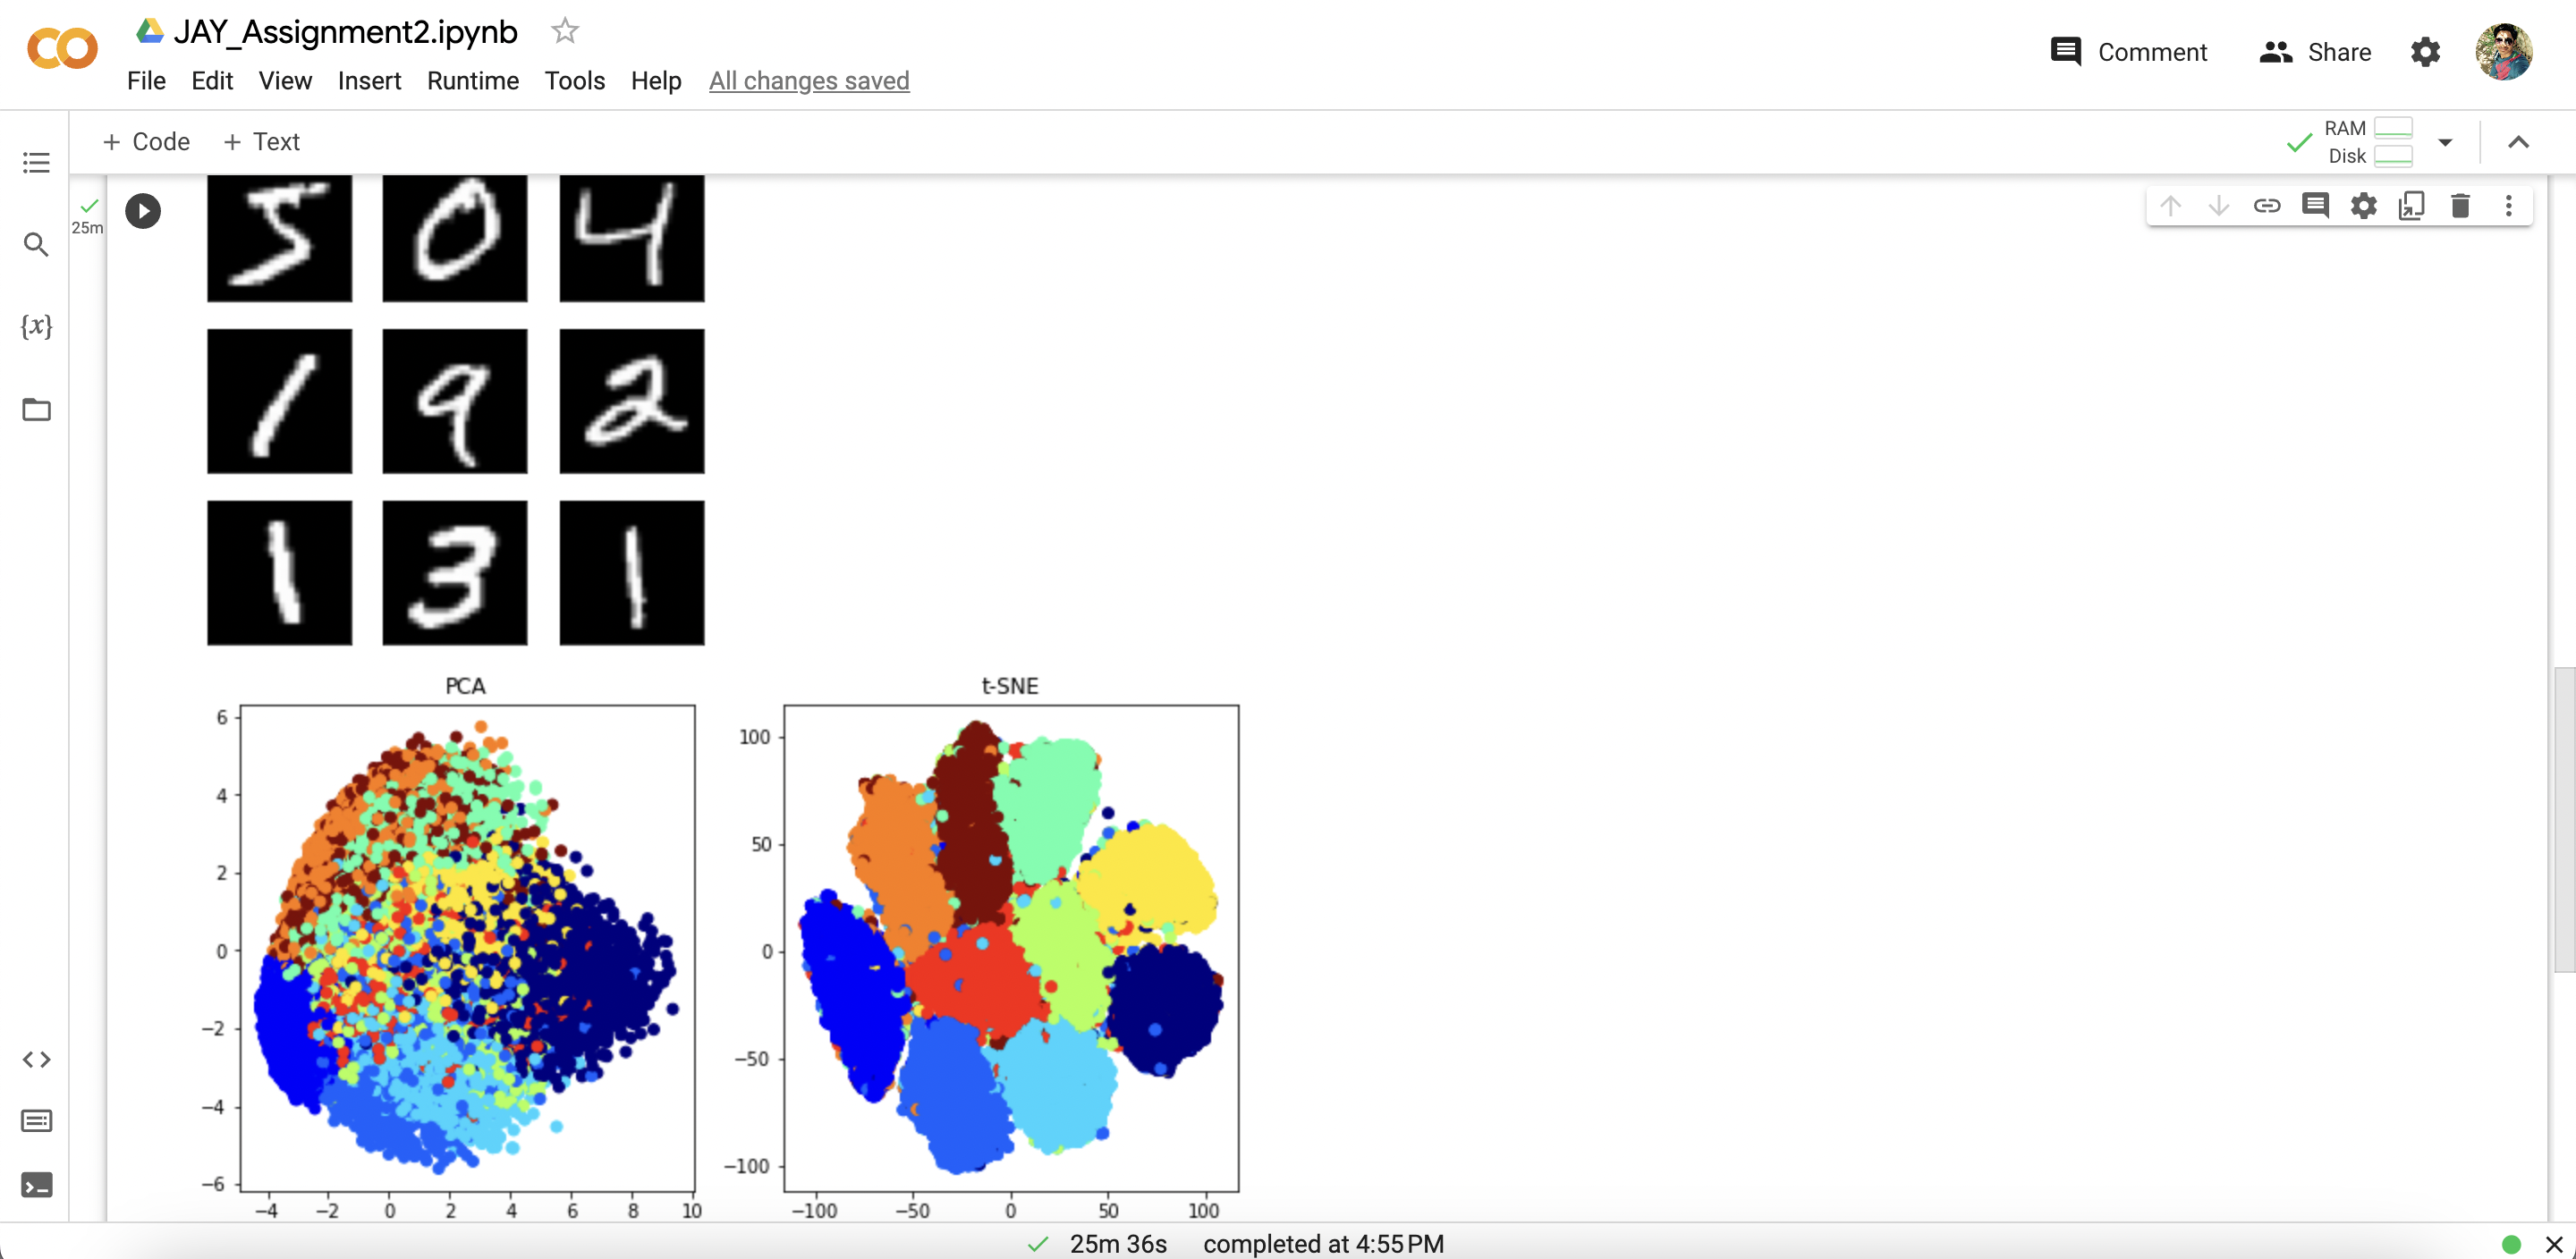 JAY_Assignment2.ipynb
Comment Share
File Edit View Insert Runtime Tools Help All changes saved
+ Code + Text
RAM
Disk
25m
{x}
5 0 4
1 9 2
1 3 1
PCA
6
4
2
0
−2
−4
−6
−4 −2 0 2 4 6 8 10
t-SNE
100
50
0
−50
−100
−100 −50 0 50 100
25m 36s completed at 4:55 PM